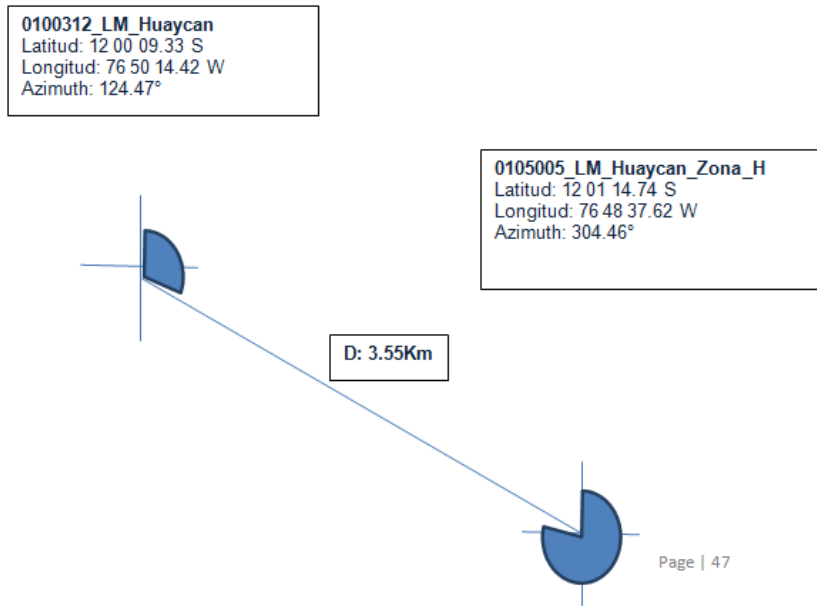 0100312_LM_Huaycan
Latitud: 12 00 09.33 S
Longitud: 76 50 14.42 W
Azimuth: 124.47°
0105005_LM_Huaycan_Zona_H
Latitud: 12 01 14.74 S
Longitud: 76 48 37.62 W
Azimuth: 304.46°
D: 3.55Km
Page | 47